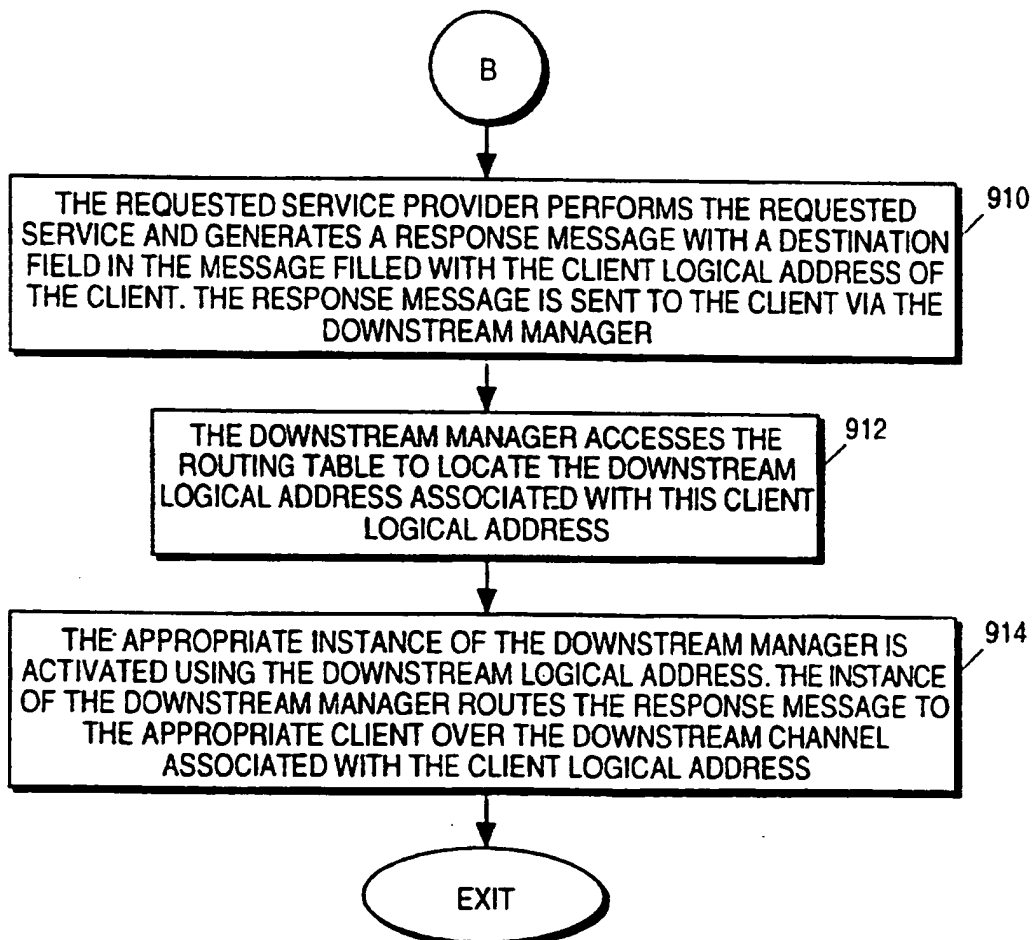 B
THE REQUESTED SERVICE PROVIDER PERFORMS THE REQUESTED
SERVICE AND GENERATES A RESPONSE MESSAGE WITH A DESTINATION
FIELD IN THE MESSAGE FILLED WITH THE CLIENT LOGICAL ADDRESS OF
THE CLIENT. THE RESPONSE MESSAGE IS SENT TO THE CLIENT VIA THE
DOWNSTREAM MANAGER
910
THE DOWNSTREAM MANAGER ACCESSES THE
ROUTING TABLE TO LOCATE THE DOWNSTREAM
LOGICAL ADDRESS ASSOCIATED WITH THIS CLIENT
LOGICAL ADDRESS
912
THE APPROPRIATE INSTANCE OF THE DOWNSTREAM MANAGER IS
ACTIVATED USING THE DOWNSTREAM LOGICAL ADDRESS. THE INSTANCE
OF THE DOWNSTREAM MANAGER ROUTES THE RESPONSE MESSAGE TO
THE APPROPRIATE CLIENT OVER THE DOWNSTREAM CHANNEL
ASSOCIATED WITH THE CLIENT LOGICAL ADDRESS
914
EXIT